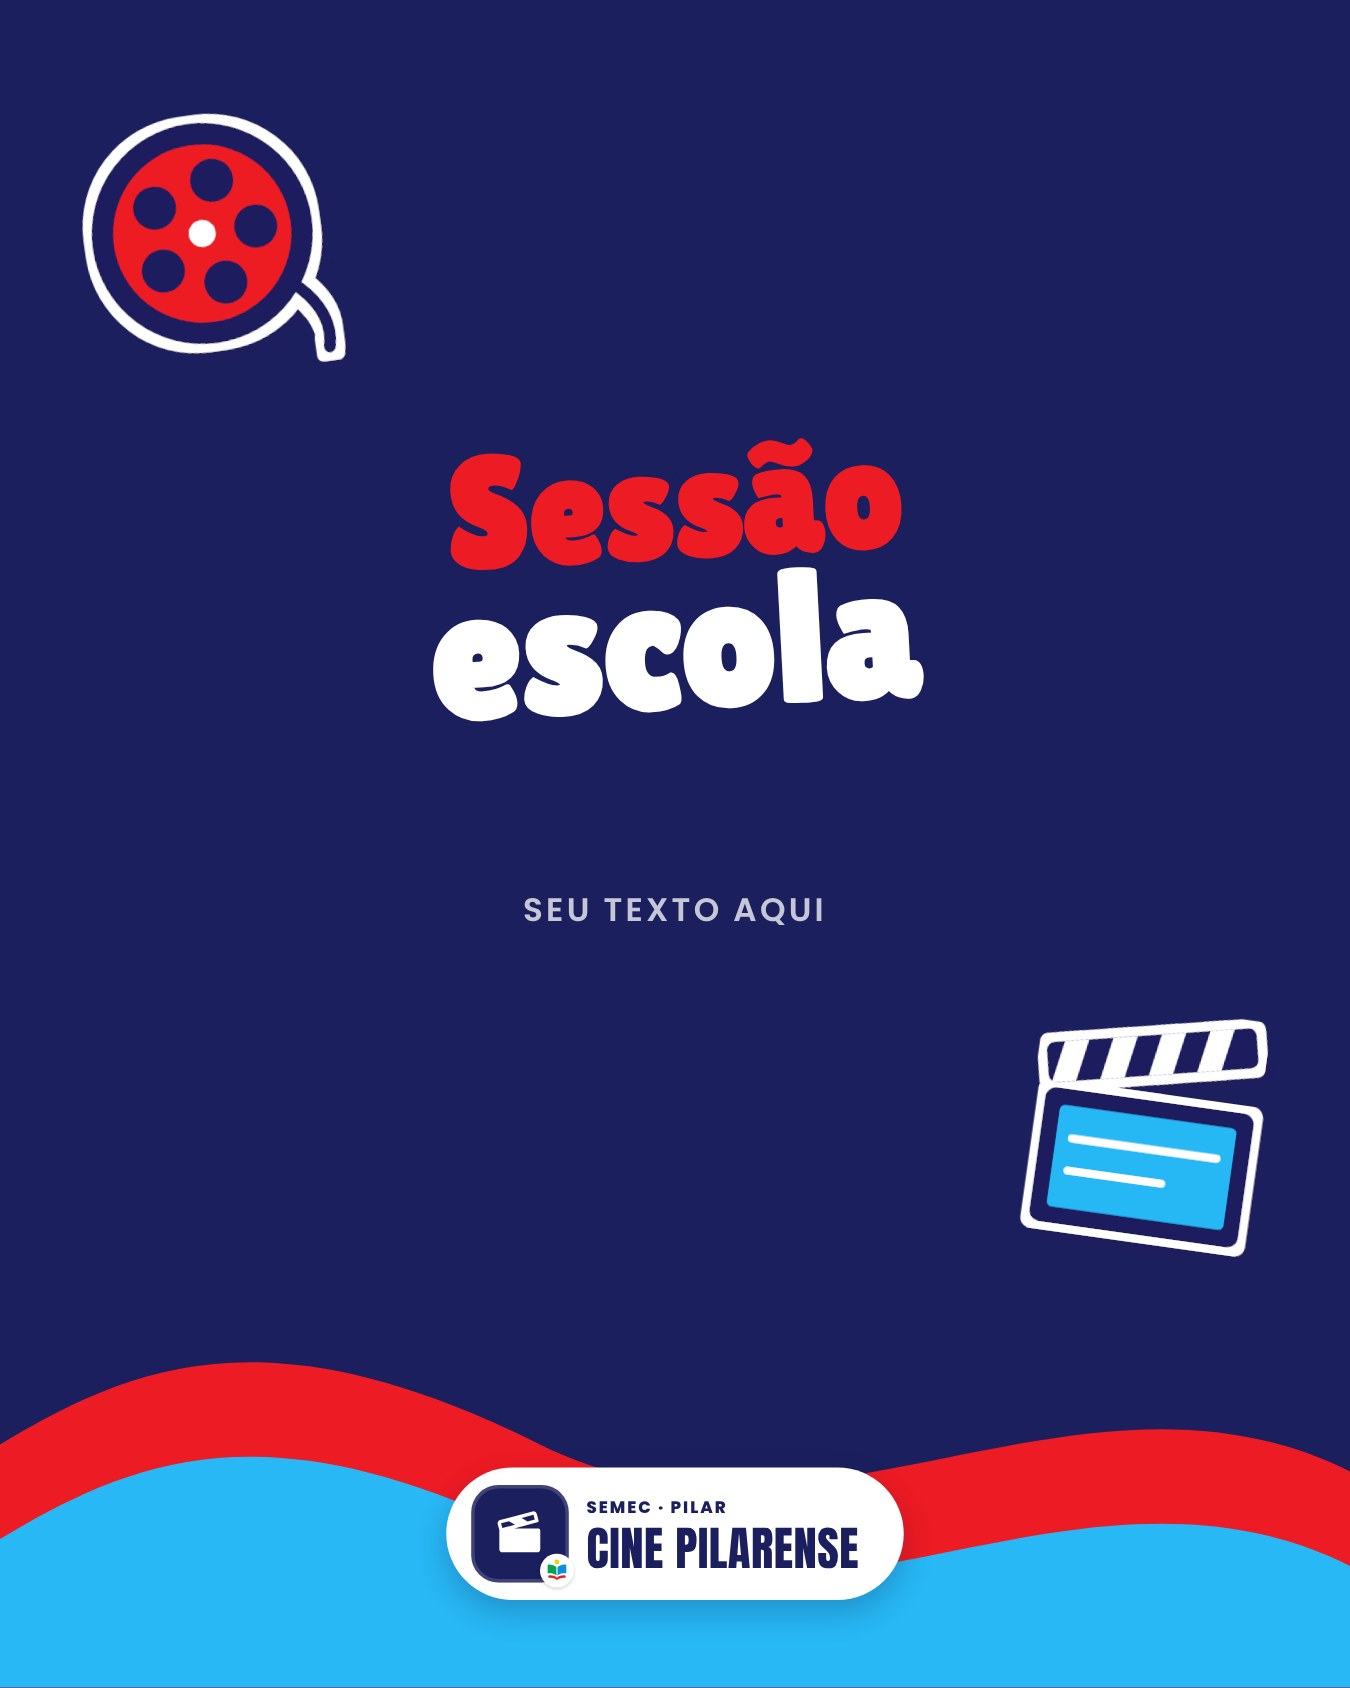 Sessão
escola
SEU TEXTO AQUI
SEMEC · PILAR
CINE PILARENSE